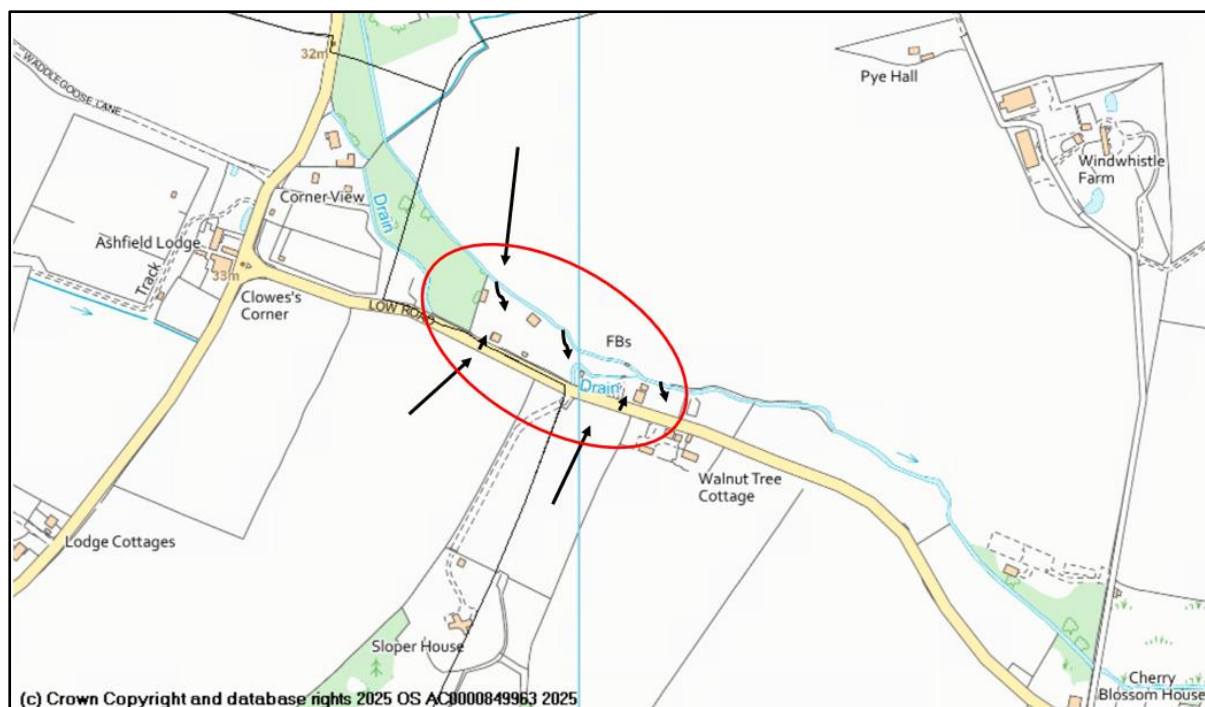 32m
Pye Hall
WADDLEGOOSE LANE
Windwhistle
Farm
Corner View
Drain
Ashfield Lodge
Track
33m
Clowes's
Corner
LOW ROAD
FBs
Drain
Walnut Tree
Cottage
Lodge Cottages
Sloper House
Cherry
Blossom House
(c) Crown Copyright and database rights 2025 OS AC0000849963 2025